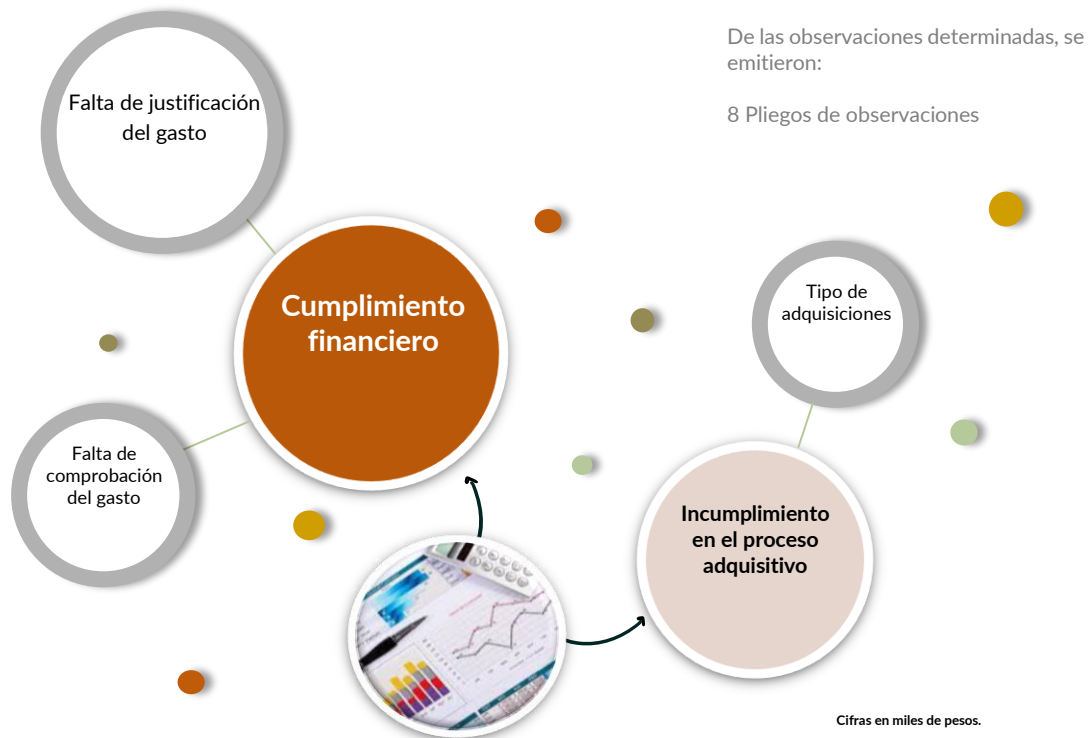 De las observaciones determinadas, se
emitieron:
8 Pliegos de observaciones
Falta de justificación
del gasto
Cumplimiento
financiero
Tipo de
adquisiciones
Falta de
comprobación
del gasto
Incumplimiento
en el proceso
adquisitivo
Cifras en miles de pesos.